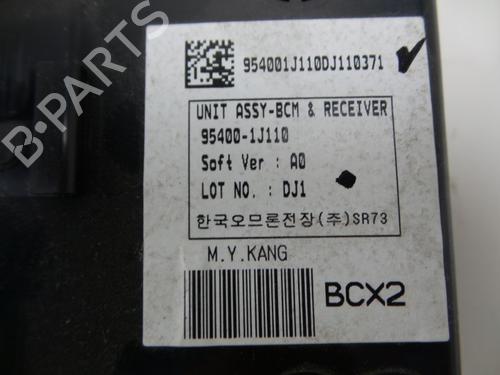 954001J110DJ110371
UNIT ASSY-BCM & RECEIVER
95400-1J110
Soft Ver : A0
LOT NO. : DJ1
한국오므론전장(주)SR73
M.Y.KANG
BCX2
B-PARTS